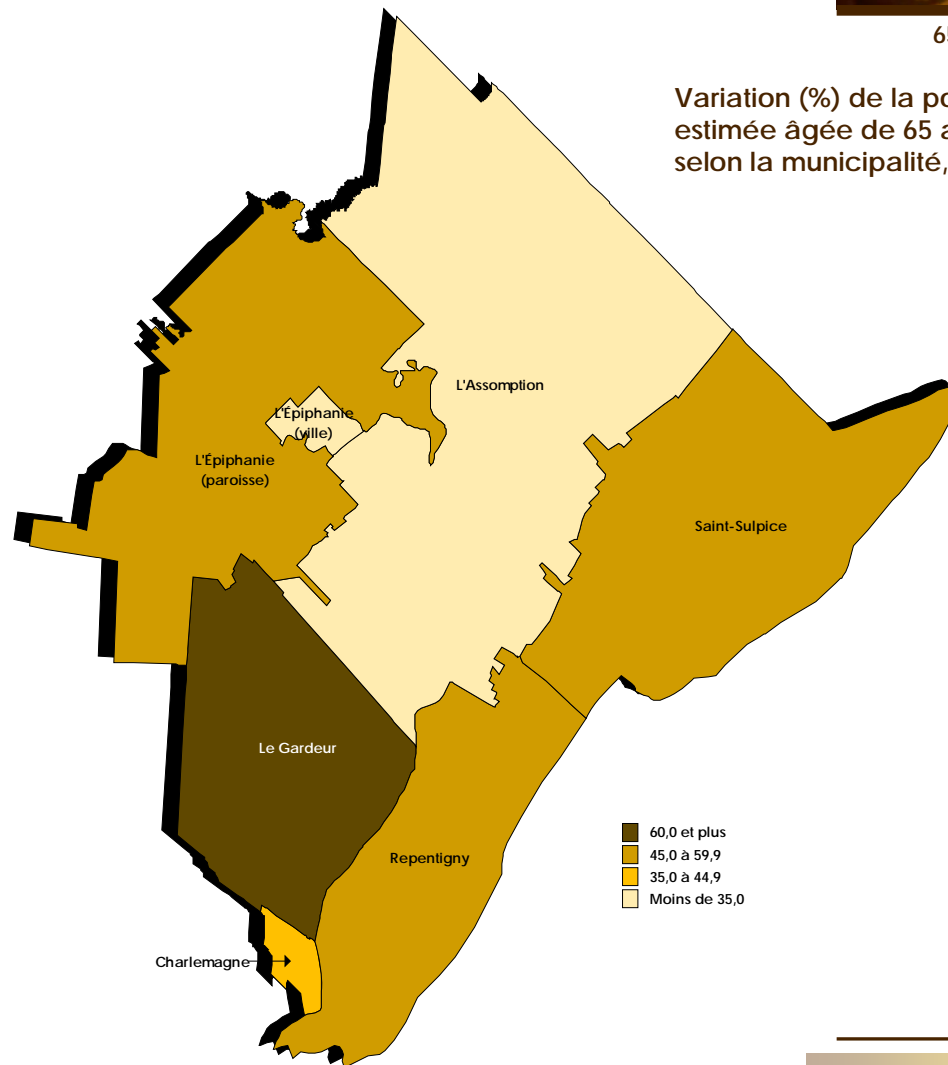 65
Variation (%) de la po
estimée âgée de 65 a
selon la municipalité,
L'Assomption
L'Épiphanie
(ville)
L'Épiphanie
(paroisse)
Saint-Sulpice
Le Gardeur
60,0 et plus
45,0 à 59,9
35,0 à 44,9
Moins de 35,0
Repentigny
Charlemagne